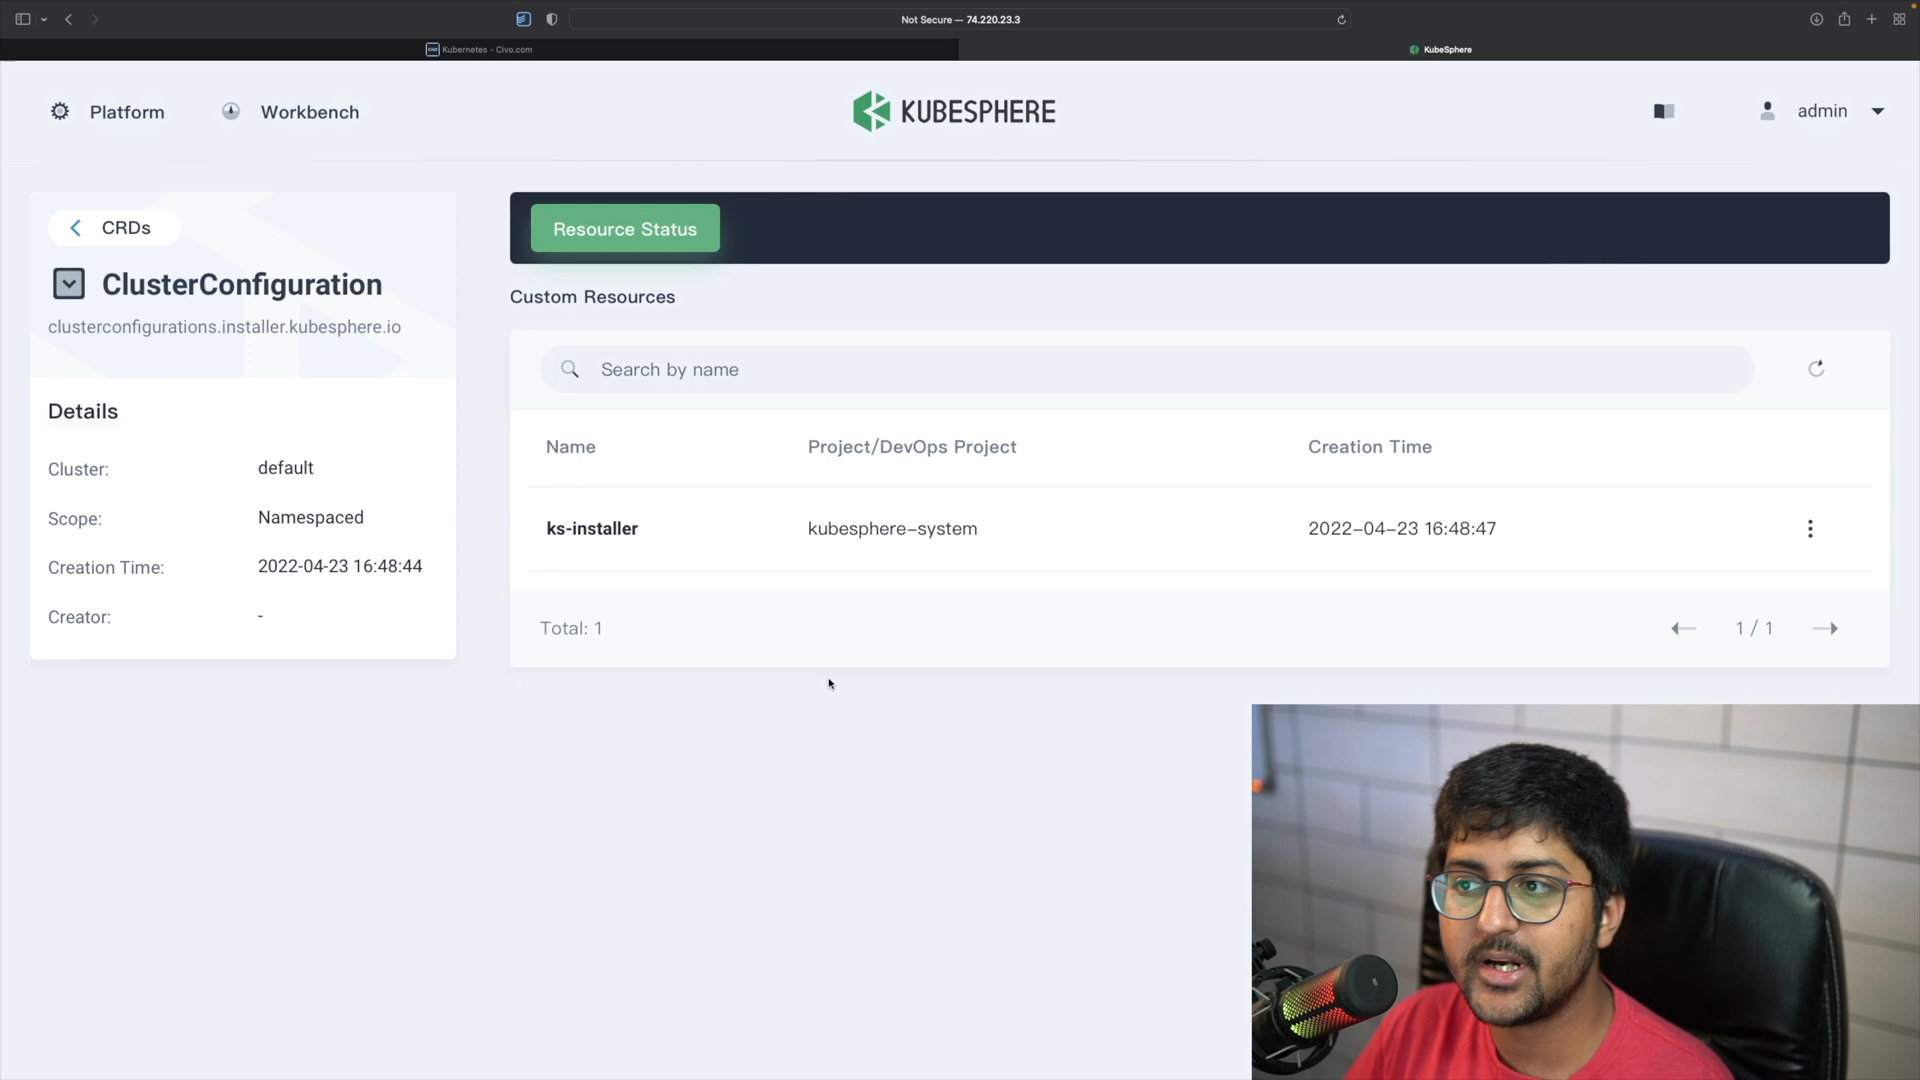 Not Secure — 74.220.23.3
Kubernetes - Civo.com
KubeSphere
Platform
Workbench
KUBESPHERE
admin
CRDs
ClusterConfiguration
clusterconfigurations.installer.kubesphere.io
Details
Cluster: default
Scope: Namespaced
Creation Time: 2022-04-23 16:48:44
Creator: -
Resource Status
Custom Resources
Search by name
Name Project/DevOps Project Creation Time
ks-installer kubesphere-system 2022-04-23 16:48:47
Total: 1
1 / 1